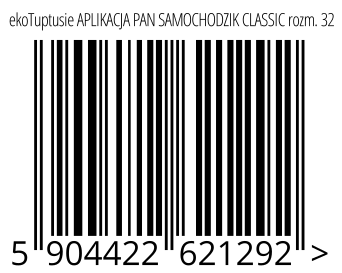 ekoTuptusie APLIKACJA PAN SAMOCHODZIK CLASSIC rozm. 32
5 904422 621292 >